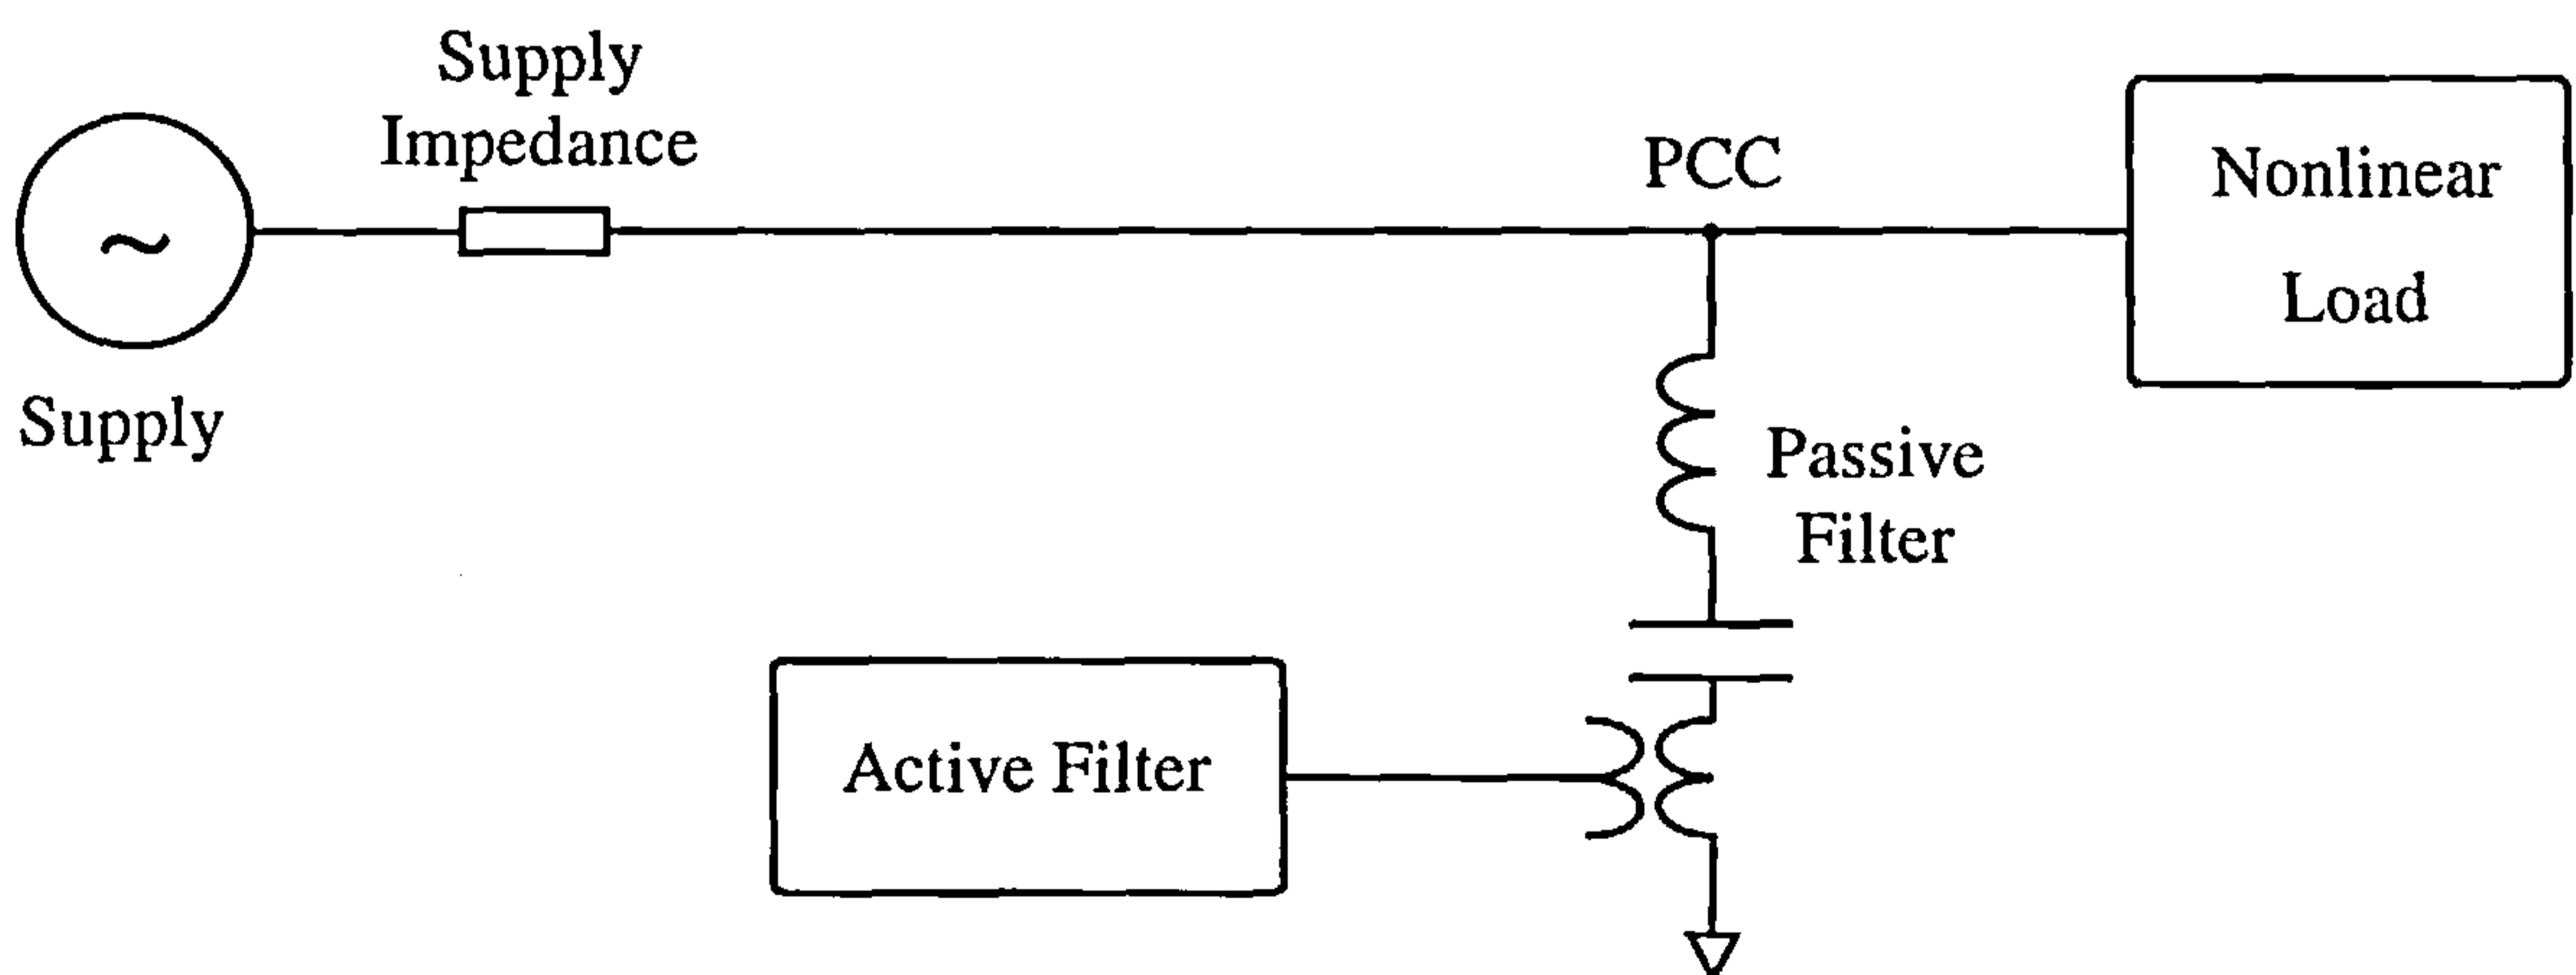 Supply
Impedance
~
Supply
PCC
Nonlinear
Load
Passive
Filter
Active Filter